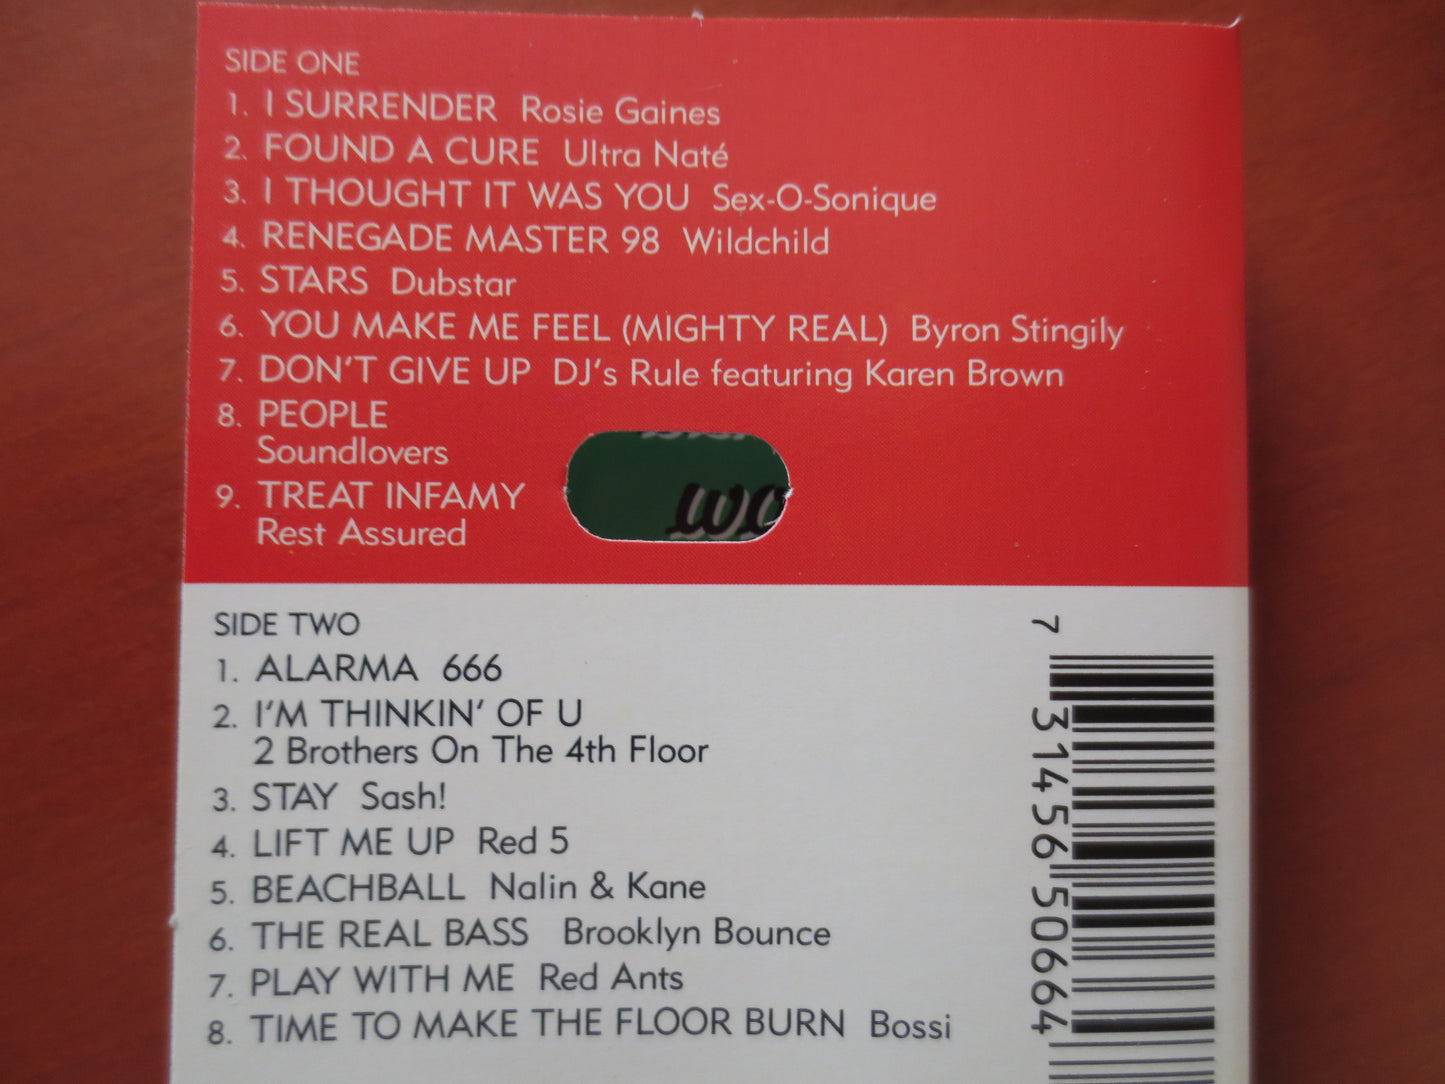 SIDE ONE
1. I SURRENDER Rosie Gaines
2. FOUND A CURE Ultra Naté
3. I THOUGHT IT WAS YOU Sex-O-Sonique
4. RENEGADE MASTER 98 Wildchild
5. STARS Dubstar
6. YOU MAKE ME FEEL (MIGHTY REAL) Byron Stingily
7. DON'T GIVE UP DJ's Rule featuring Karen Brown
8. PEOPLE
Soundlovers
9. TREAT INFAMY
Rest Assured
SIDE TWO
1. ALARMA 666
2. I'M THINKIN' OF U
2 Brothers On The 4th Floor
3. STAY Sash!
4. LIFT ME UP Red 5
5. BEACHBALL Nalin & Kane
6. THE REAL BASS Brooklyn Bounce
7. PLAY WITH ME Red Ants
8. TIME TO MAKE THE FLOOR BURN Bossi
7 31456 50664